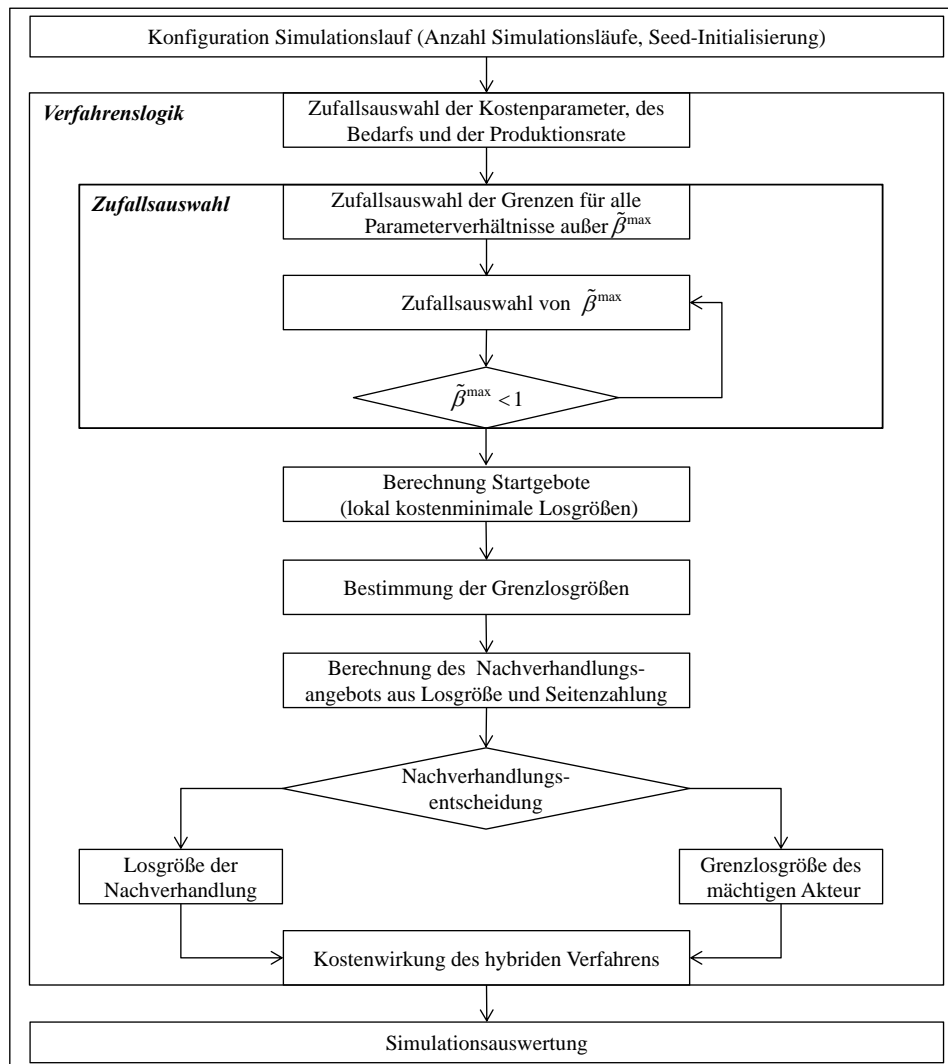 Konfiguration Simulationslauf (Anzahl Simulationsläufe, Seed-Initialisierung)
Verfahrenslogik
Zufallsauswahl der Kostenparameter, des
Bedarfs und der Produktionsrate
Zufallsauswahl
Zufallsauswahl der Grenzen für alle
Parameterverhältnisse außer β̃^max
Zufallsauswahl von β̃^max
β̃^max < 1
Berechnung Startgebote
(lokal kostenminimale Losgrößen)
Bestimmung der Grenzlosgrößen
Berechnung des Nachverhandlungs-
angebots aus Losgröße und Seitenzahlung
Nachverhandlungs-
entscheidung
Losgröße der
Nachverhandlung
Grenzlosgröße des
mächtigen Akteur
Kostenwirkung des hybriden Verfahrens
Simulationsauswertung